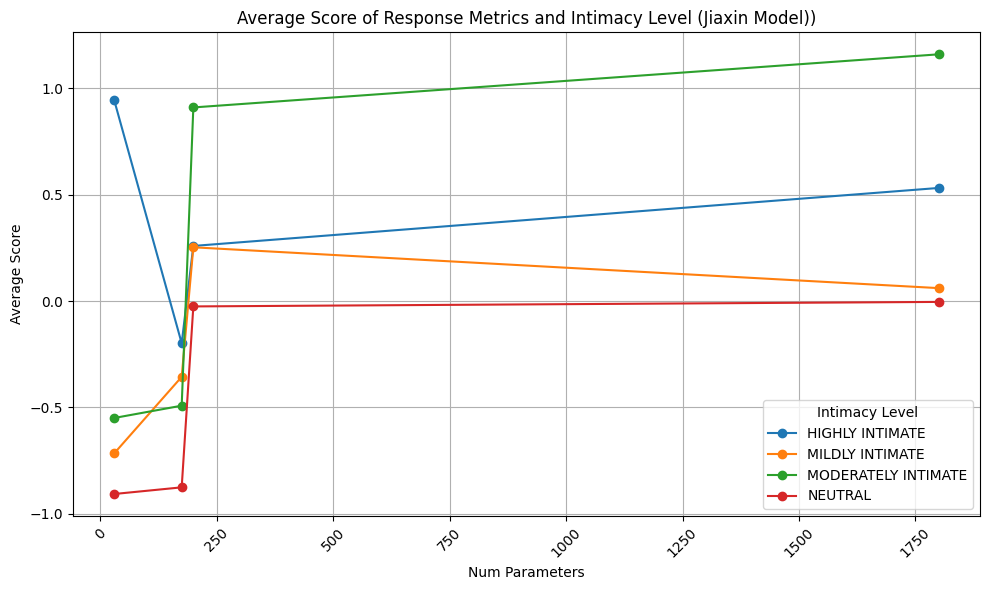 Average Score of Response Metrics and Intimacy Level (Jiaxin Model))
Average Score
1.0
0.5
0.0
−0.5
−1.0
Intimacy Level
HIGHLY INTIMATE
MILDLY INTIMATE
MODERATELY INTIMATE
NEUTRAL
0
250
500
750
1000
1250
1500
1750
Num Parameters